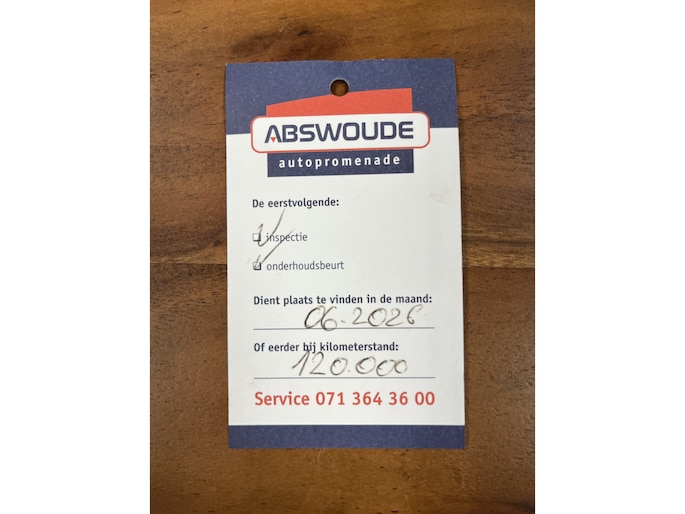 ABSWOUDE
autopromenade
De eerstvolgende:
inspectie
onderhoudsbeurt
Dient plaats te vinden in de maand:
06-2026
Of eerder bij kilometerstand:
120.000
Service 071 364 36 00